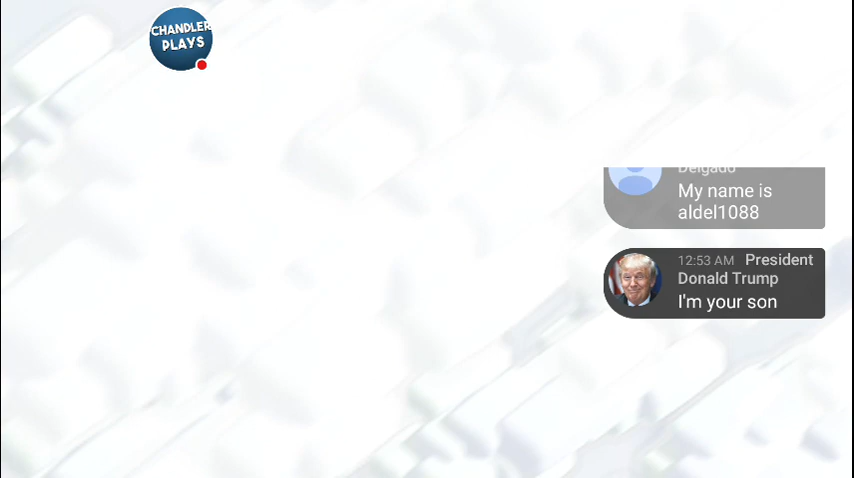 CHANDLER
PLAYS
Delgado
My name is
aldel1088
12:53 AM President
Donald Trump
I'm your son